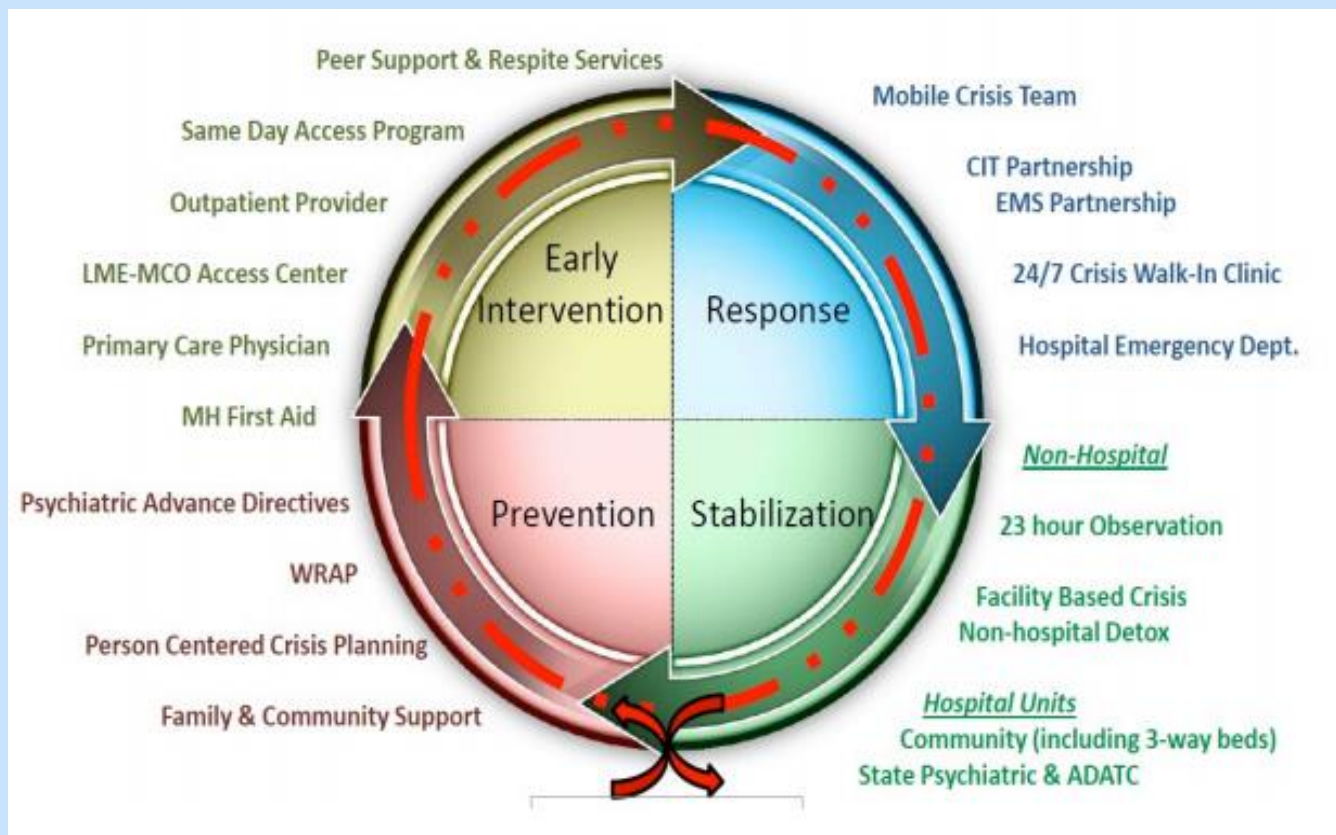 Peer Support & Respite Services
Same Day Access Program
Outpatient Provider
LME-MCO Access Center
Primary Care Physician
MH First Aid
Psychiatric Advance Directives
WRAP
Person Centered Crisis Planning
Family & Community Support
Early
Intervention
Response
Prevention
Stabilization
Mobile Crisis Team
CIT Partnership
EMS Partnership
24/7 Crisis Walk-In Clinic
Hospital Emergency Dept.
Non-Hospital
23 hour Observation
Facility Based Crisis
Non-hospital Detox
Hospital Units
Community (including 3-way beds)
State Psychiatric & ADATC